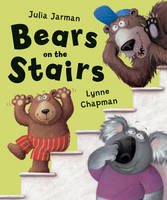 Julia Jarman
Bears
on the
Stairs
Lynne
Chapman